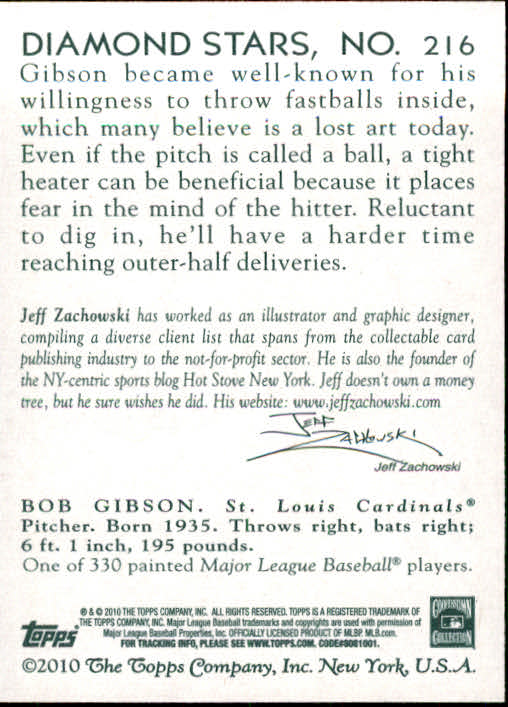 DIAMOND STARS, NO. 216
Gibson became well-known for his
willingness to throw fastballs inside,
which many believe is a lost art today.
Even if the pitch is called a ball, a tight
heater can be beneficial because it places
fear in the mind of the hitter. Reluctant
to dig in, he'll have a harder time
reaching outer-half deliveries.
Jeff Zachowski has worked as an illustrator and graphic designer,
compiling a diverse client list that spans from the collectable card
publishing industry to the not-for-profit sector. He is also the founder of
the NY-centric sports blog Hot Stove New York. Jeff doesn't own a money
tree, but he sure wishes he did. His website: www.jeffzachowski.com
JEFF
ZACHOWSKI
Jeff Zachowski
BOB GIBSON. St. Louis Cardinals®
Pitcher. Born 1935. Throws right, bats right;
6 ft. 1 inch, 195 pounds.
One of 330 painted Major League Baseball® players.
Topps
® & © 2010 THE TOPPS COMPANY, INC. ALL RIGHTS RESERVED. TOPPS IS A REGISTERED TRADEMARK OF
THE TOPPS COMPANY, INC. Major League Baseball trademarks and copyrights are used with permission of
Major League Baseball Properties, Inc. OFFICIALLY LICENSED PRODUCT OF MLBP. MLB.com.
FOR TRACKING INFO, PLEASE SEE WWW.TOPPS.COM. CODE#8081001.
COOPERSTOWN
COLLECTION
©2010 The Topps Company, Inc. New York, U.S.A.